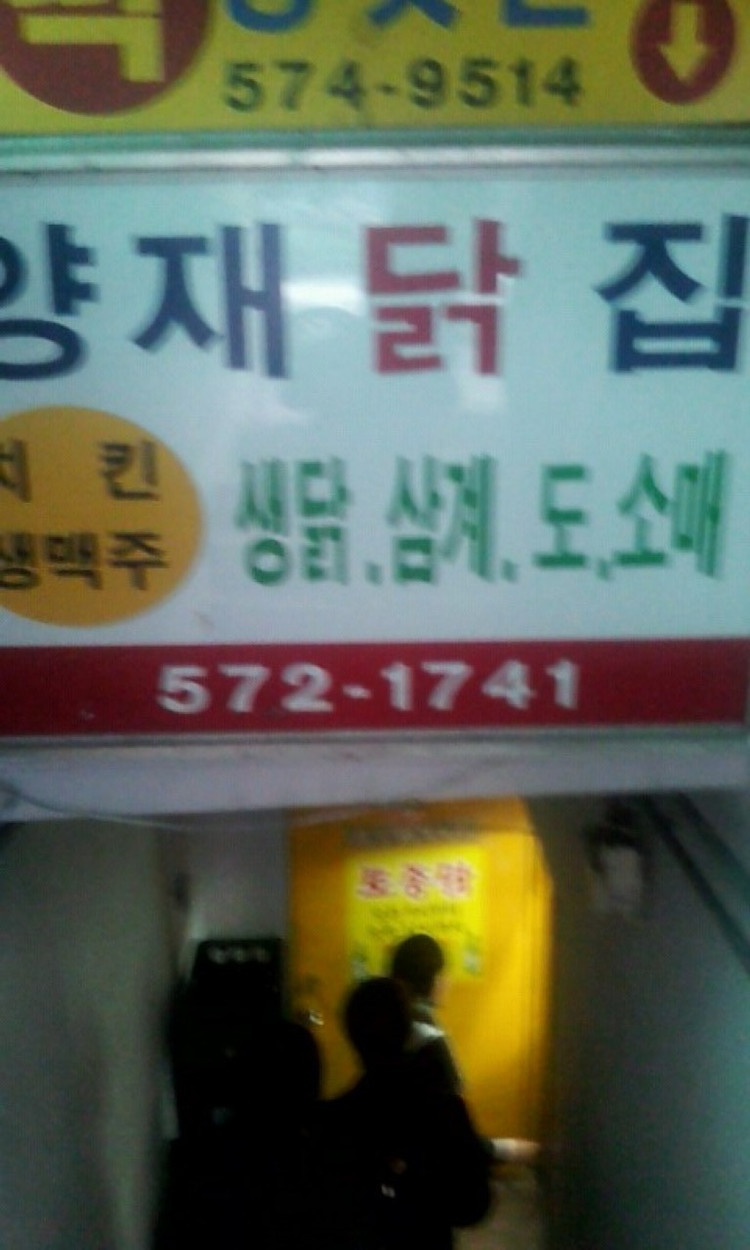 574-9514
양재 닭 집
치 킨
생맥주
생닭.삼계.도.소매
572-1741